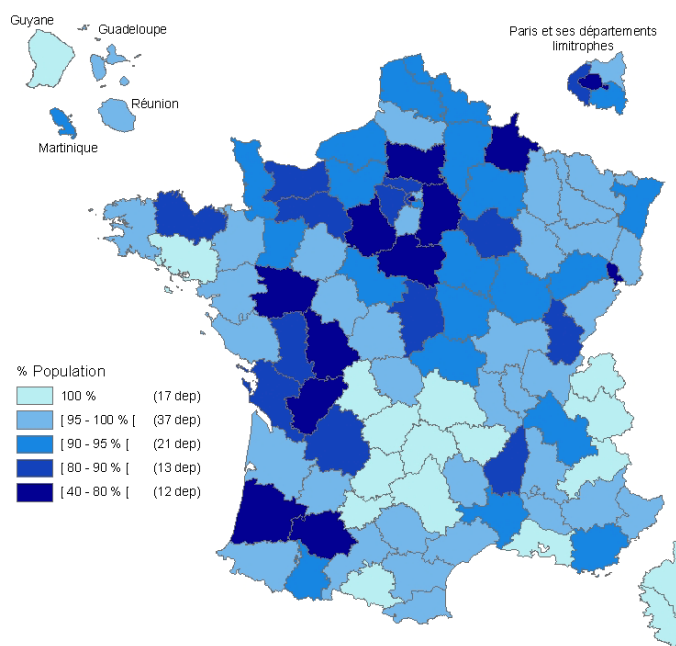 Guyane
Guadeloupe
Réunion
Martinique
Paris et ses départements
limitrophes
% Population
100 % (17 dep)
[ 95 - 100 % [ (37 dep)
[ 90 - 95 % [ (21 dep)
[ 80 - 90 % [ (13 dep)
[ 40 - 80 % [ (12 dep)